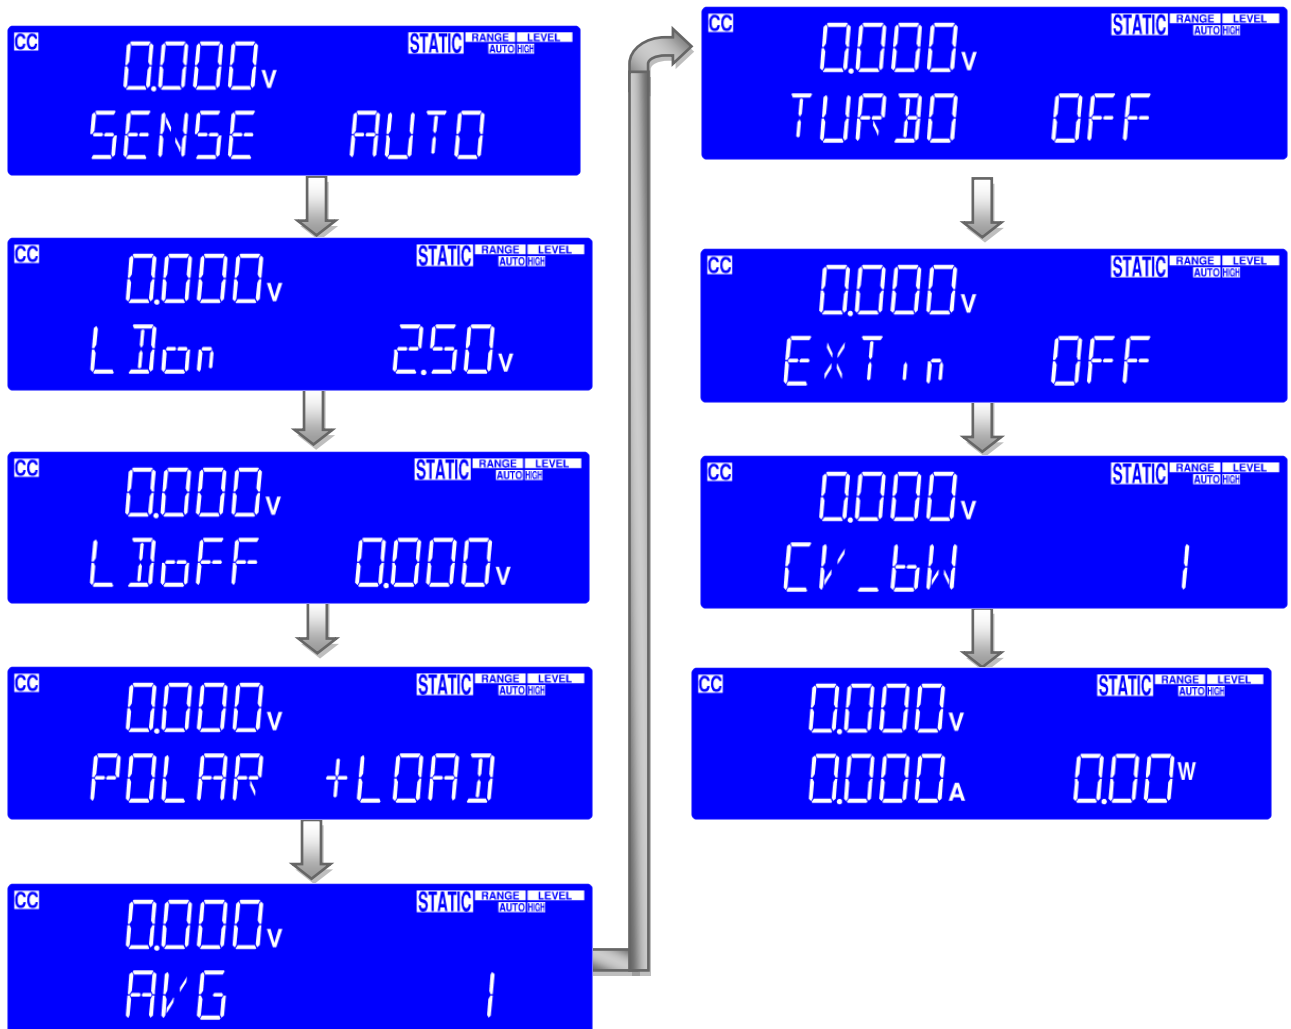 CC STATIC RANGE LEVEL
AUTO HIGH
0.000V
SENSE AUTO
CC STATIC RANGE LEVEL
AUTO HIGH
0.000V
LDon 2.50V
CC STATIC RANGE LEVEL
AUTO HIGH
0.000V
LDoFF 0.000V
CC STATIC RANGE LEVEL
AUTO HIGH
0.000V
POLAR +LOAD
CC STATIC RANGE LEVEL
AUTO HIGH
0.000V
AVG 1
CC STATIC RANGE LEVEL
AUTO HIGH
0.000V
TURBO OFF
CC STATIC RANGE LEVEL
AUTO HIGH
0.000V
EXTin OFF
CC STATIC RANGE LEVEL
AUTO HIGH
0.000V
CV_bW 1
CC STATIC RANGE LEVEL
AUTO HIGH
0.000V
0.000A 0.00W